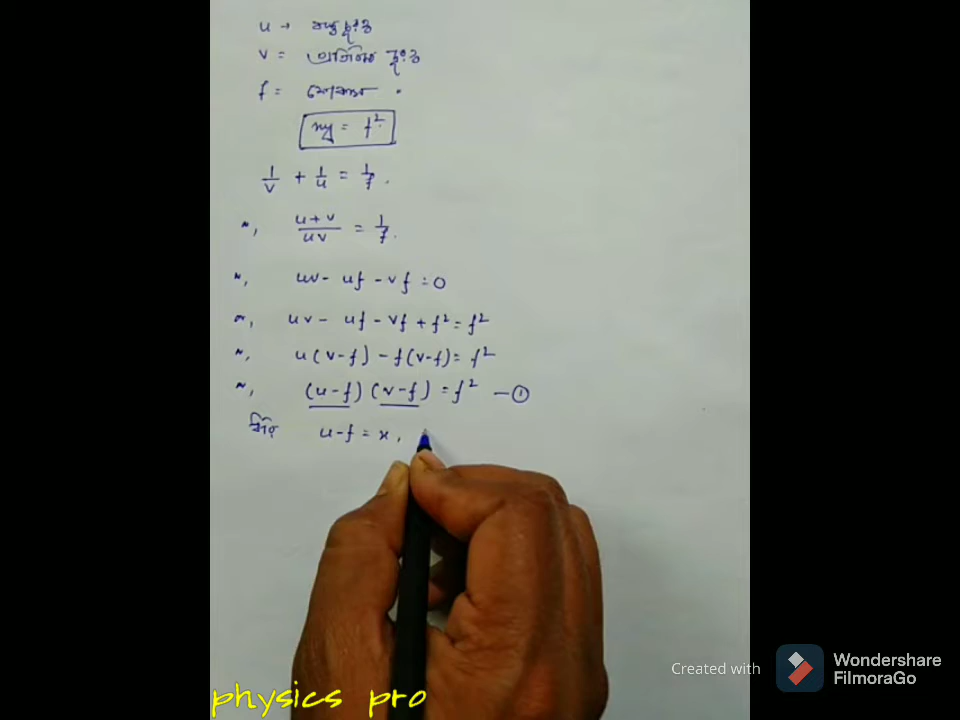 u → বস্তু দূরত্ব
v = প্রতিবিম্ব দূরত্ব
f = ফোকাস
xy = f²
1/v + 1/u = 1/f.
বা, u+v/uv = 1/f.
বা, uv - uf - vf = 0
বা, uv - uf - vf + f² = f²
বা, u(v-f) - f(v-f) = f²
বা, (u-f) (v-f) = f² — ①
ধরি u-f = x,
Created with Wondershare FilmoraGo
physics pro